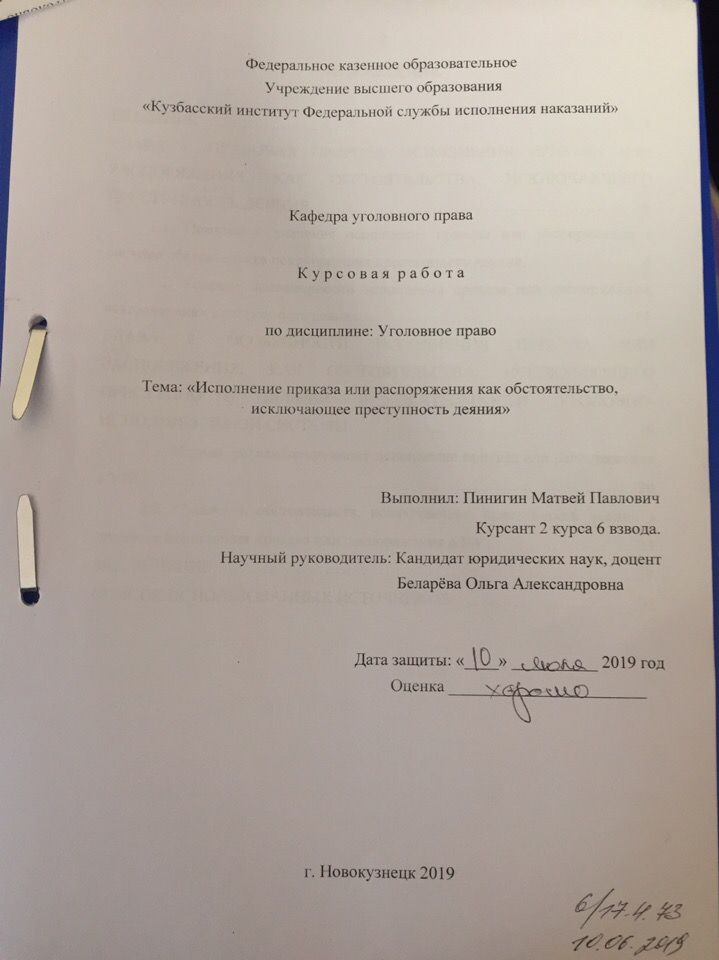 Федеральное казенное образовательное
Учреждение высшего образования
«Кузбасский институт Федеральной службы исполнения наказаний»
Кафедра уголовного права
К у р с о в а я р а б о т а
по дисциплине: Уголовное право
Тема: «Исполнение приказа или распоряжения как обстоятельство,
исключающее преступность деяния»
Выполнил: Пинигин Матвей Павлович
Курсант 2 курса 6 взвода.
Научный руководитель: Кандидат юридических наук, доцент
Беларёва Ольга Александровна
Дата защиты: «10» июля 2019 год
Оценка хорошо
г. Новокузнецк 2019
6/17.4.73
10.06.2019